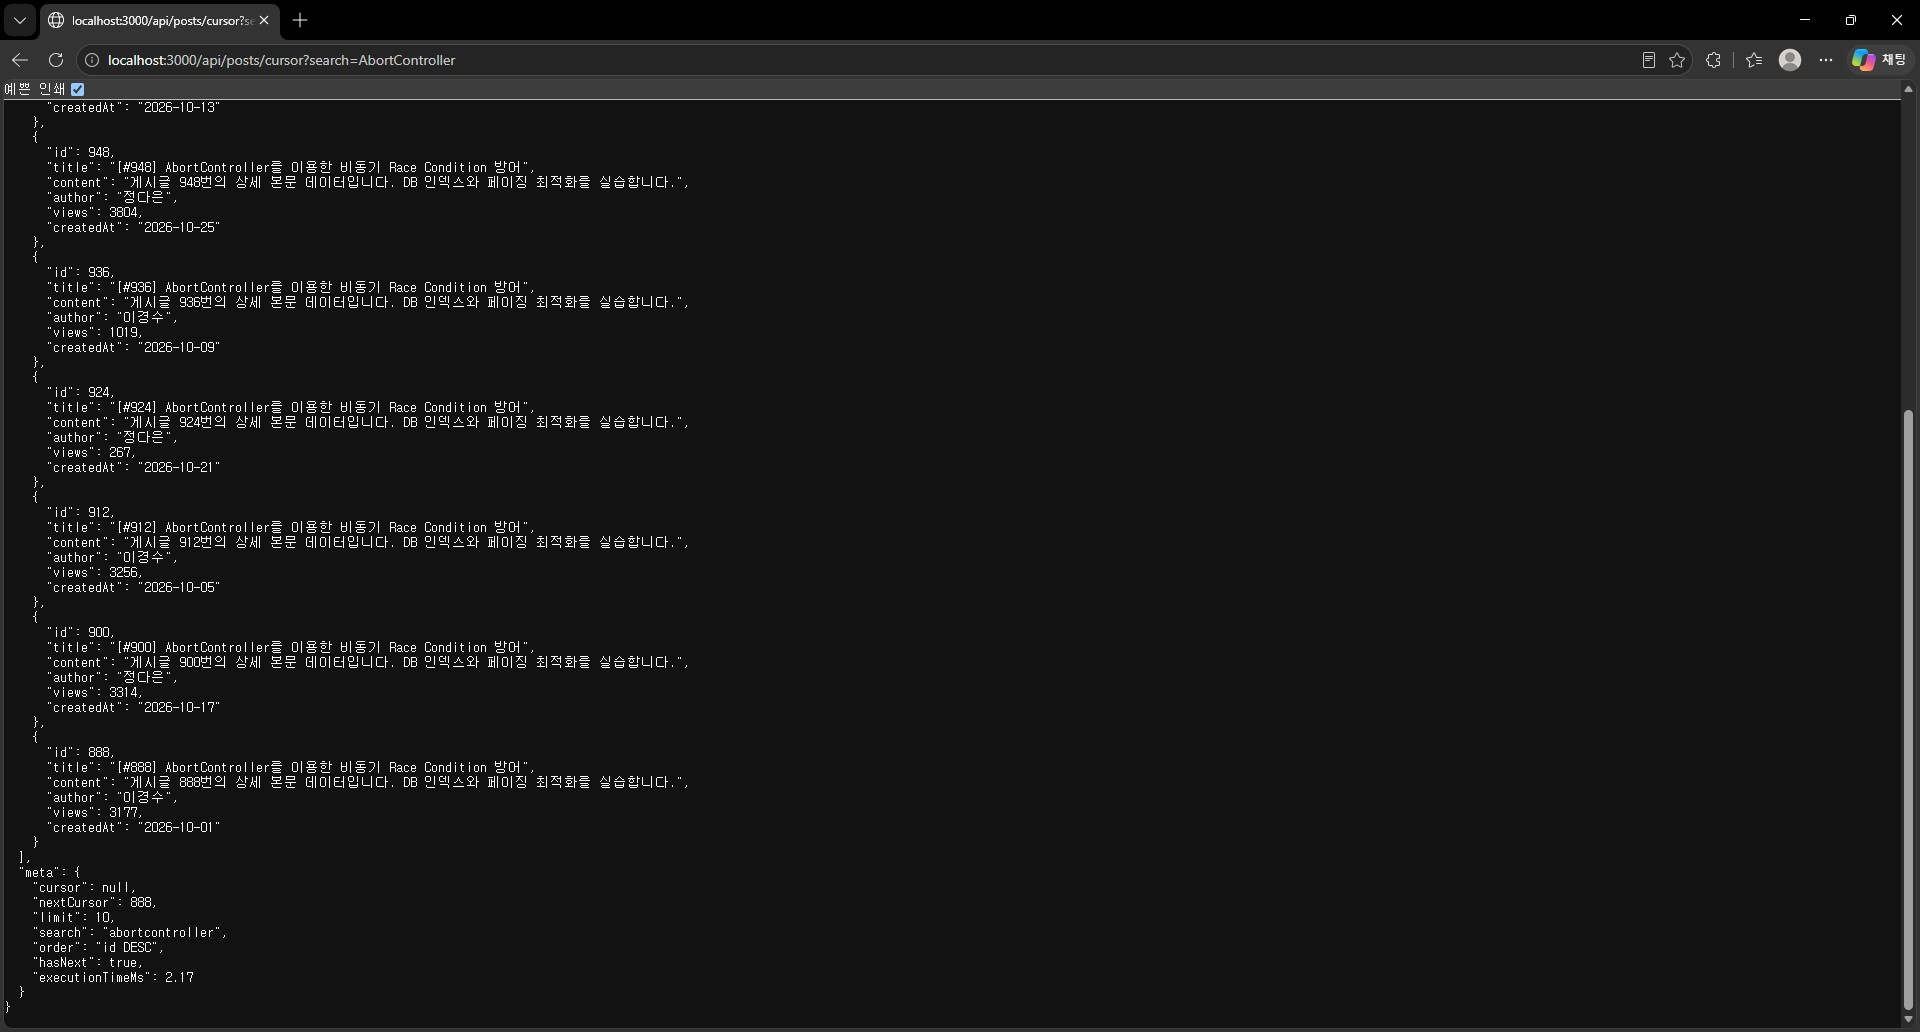 localhost:3000/api/posts/cursor?se
localhost:3000/api/posts/cursor?search=AbortController
채팅
예쁜 인쇄
"createdAt": "2026-10-13"
},
{
"id": 948,
"title": "[#948] AbortController를 이용한 비동기 Race Condition 방어",
"content": "게시글 948번의 상세 본문 데이터입니다. DB 인덱스와 페이징 최적화를 실습합니다.",
"author": "정다은",
"views": 3804,
"createdAt": "2026-10-25"
},
{
"id": 936,
"title": "[#936] AbortController를 이용한 비동기 Race Condition 방어",
"content": "게시글 936번의 상세 본문 데이터입니다. DB 인덱스와 페이징 최적화를 실습합니다.",
"author": "이경수",
"views": 1019,
"createdAt": "2026-10-09"
},
{
"id": 924,
"title": "[#924] AbortController를 이용한 비동기 Race Condition 방어",
"content": "게시글 924번의 상세 본문 데이터입니다. DB 인덱스와 페이징 최적화를 실습합니다.",
"author": "정다은",
"views": 267,
"createdAt": "2026-10-21"
},
{
"id": 912,
"title": "[#912] AbortController를 이용한 비동기 Race Condition 방어",
"content": "게시글 912번의 상세 본문 데이터입니다. DB 인덱스와 페이징 최적화를 실습합니다.",
"author": "이경수",
"views": 3256,
"createdAt": "2026-10-05"
},
{
"id": 900,
"title": "[#900] AbortController를 이용한 비동기 Race Condition 방어",
"content": "게시글 900번의 상세 본문 데이터입니다. DB 인덱스와 페이징 최적화를 실습합니다.",
"author": "정다은",
"views": 3314,
"createdAt": "2026-10-17"
},
{
"id": 888,
"title": "[#888] AbortController를 이용한 비동기 Race Condition 방어",
"content": "게시글 888번의 상세 본문 데이터입니다. DB 인덱스와 페이징 최적화를 실습합니다.",
"author": "이경수",
"views": 3177,
"createdAt": "2026-10-01"
}
],
"meta": {
"cursor": null,
"nextCursor": 888,
"limit": 10,
"search": "abortcontroller",
"order": "id DESC",
"hasNext": true,
"executionTimeMs": 2.17
}
}